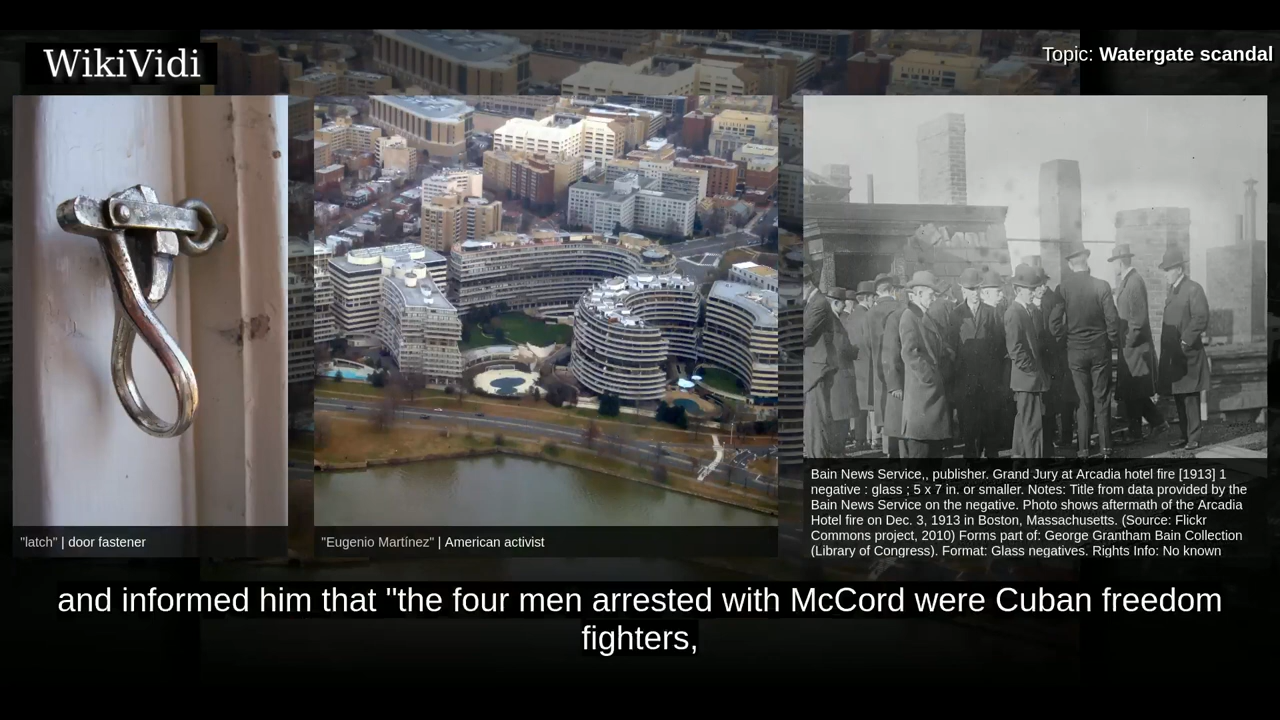 WikiVidi
Topic: Watergate scandal
"latch" | door fastener
"Eugenio Martínez" | American activist
Bain News Service,, publisher. Grand Jury at Arcadia hotel fire [1913] 1
negative : glass ; 5 x 7 in. or smaller. Notes: Title from data provided by the
Bain News Service on the negative. Photo shows aftermath of the Arcadia
Hotel fire on Dec. 3, 1913 in Boston, Massachusetts. (Source: Flickr
Commons project, 2010) Forms part of: George Grantham Bain Collection
(Library of Congress). Format: Glass negatives. Rights Info: No known
and informed him that "the four men arrested with McCord were Cuban freedom
fighters,